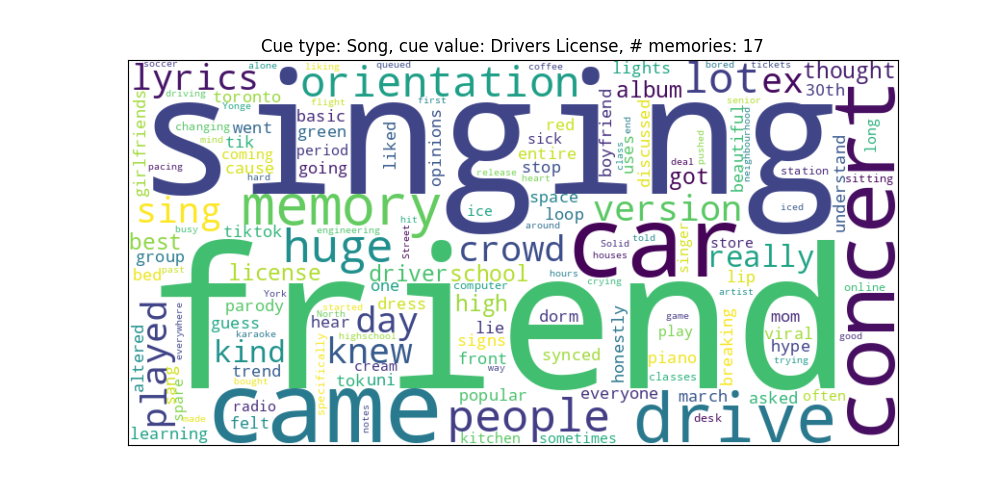 Cue type: Song, cue value: Drivers License, # memories: 17
soccer alone liking queued coffee lights bored tickets
lyrics orientation album lot ex thought
30th
driving toronto Yonge flight first senior
girlfriends
singing
changing went basic green liked opinions red sick boyfriend class end uses discussed pushed beautiful neighbourhood long
mind tik period entire
pacing coming cause hard going release heart stop deal got station understand sitting
sing memory ice space loop version iced
concert
busy tiktok hit around
best group huge Street crowd engineering car Solid told houses singer store really
bed past license driverschool hours crying lip online
friend
one computer artist
York dress high
altered played everywhere parody North started hear day lie dorm game mom good
guess karaoke highschool signs honestly play viral
kind knew front synced breaking hype
trend cream way piano trying
sang spare bought specifically tok uni classes
made radio came popular everyone march asked often
felt notes people drive desk
learning kitchen sometimes